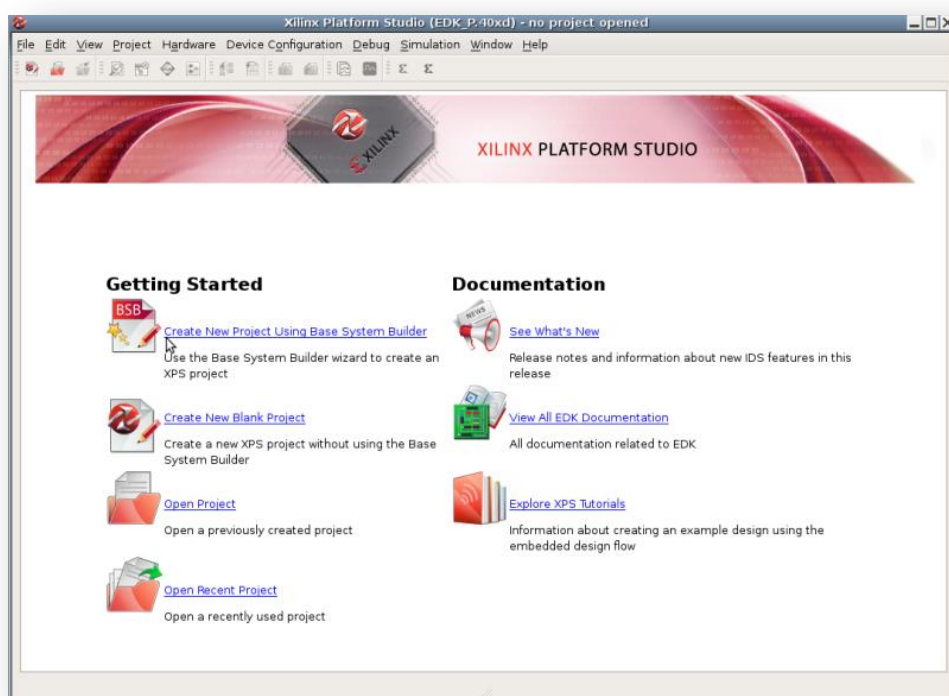 Xilinx Platform Studio (EDK_P.40xd) - no project opened
File Edit View Project Hardware Device Configuration Debug Simulation Window Help
XILINX
XILINX PLATFORM STUDIO
Getting Started
BSB
Create New Project Using Base System Builder
Use the Base System Builder wizard to create an
XPS project
Create New Blank Project
Create a new XPS project without using the Base
System Builder
Open Project
Open a previously created project
Open Recent Project
Open a recently used project
Documentation
NEWS
See What's New
Release notes and information about new IDS features in this
release
View All EDK Documentation
All documentation related to EDK
Explore XPS Tutorials
Information about creating an example design using the
embedded design flow